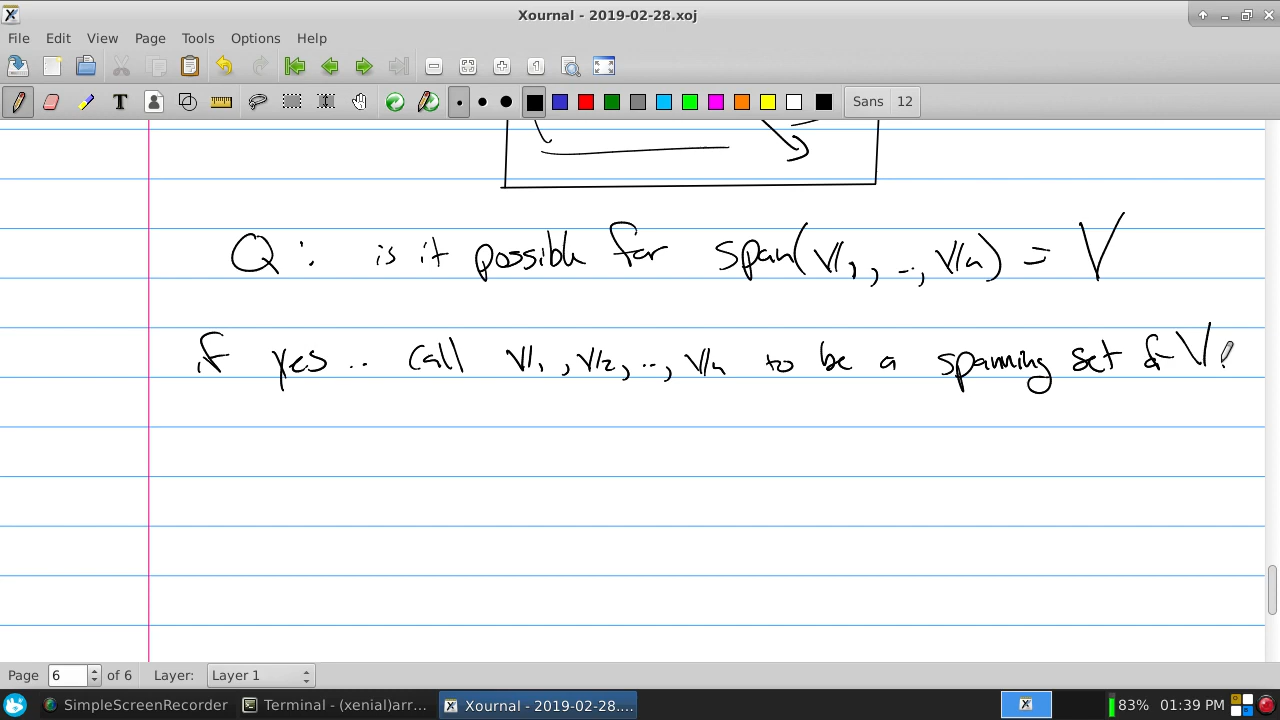 Xournal - 2019-02-28.xoj
File Edit View Page Tools Options Help
Sans 12
Q: is it possible for span(v1, .., vn) = V
if yes .. call v1, v2, .., vn to be a spanning set of V.
Page 6 of 6 Layer: Layer 1
SimpleScreenRecorder Terminal - (xenial)arr... Xournal - 2019-02-28.... 83% 01:39 PM